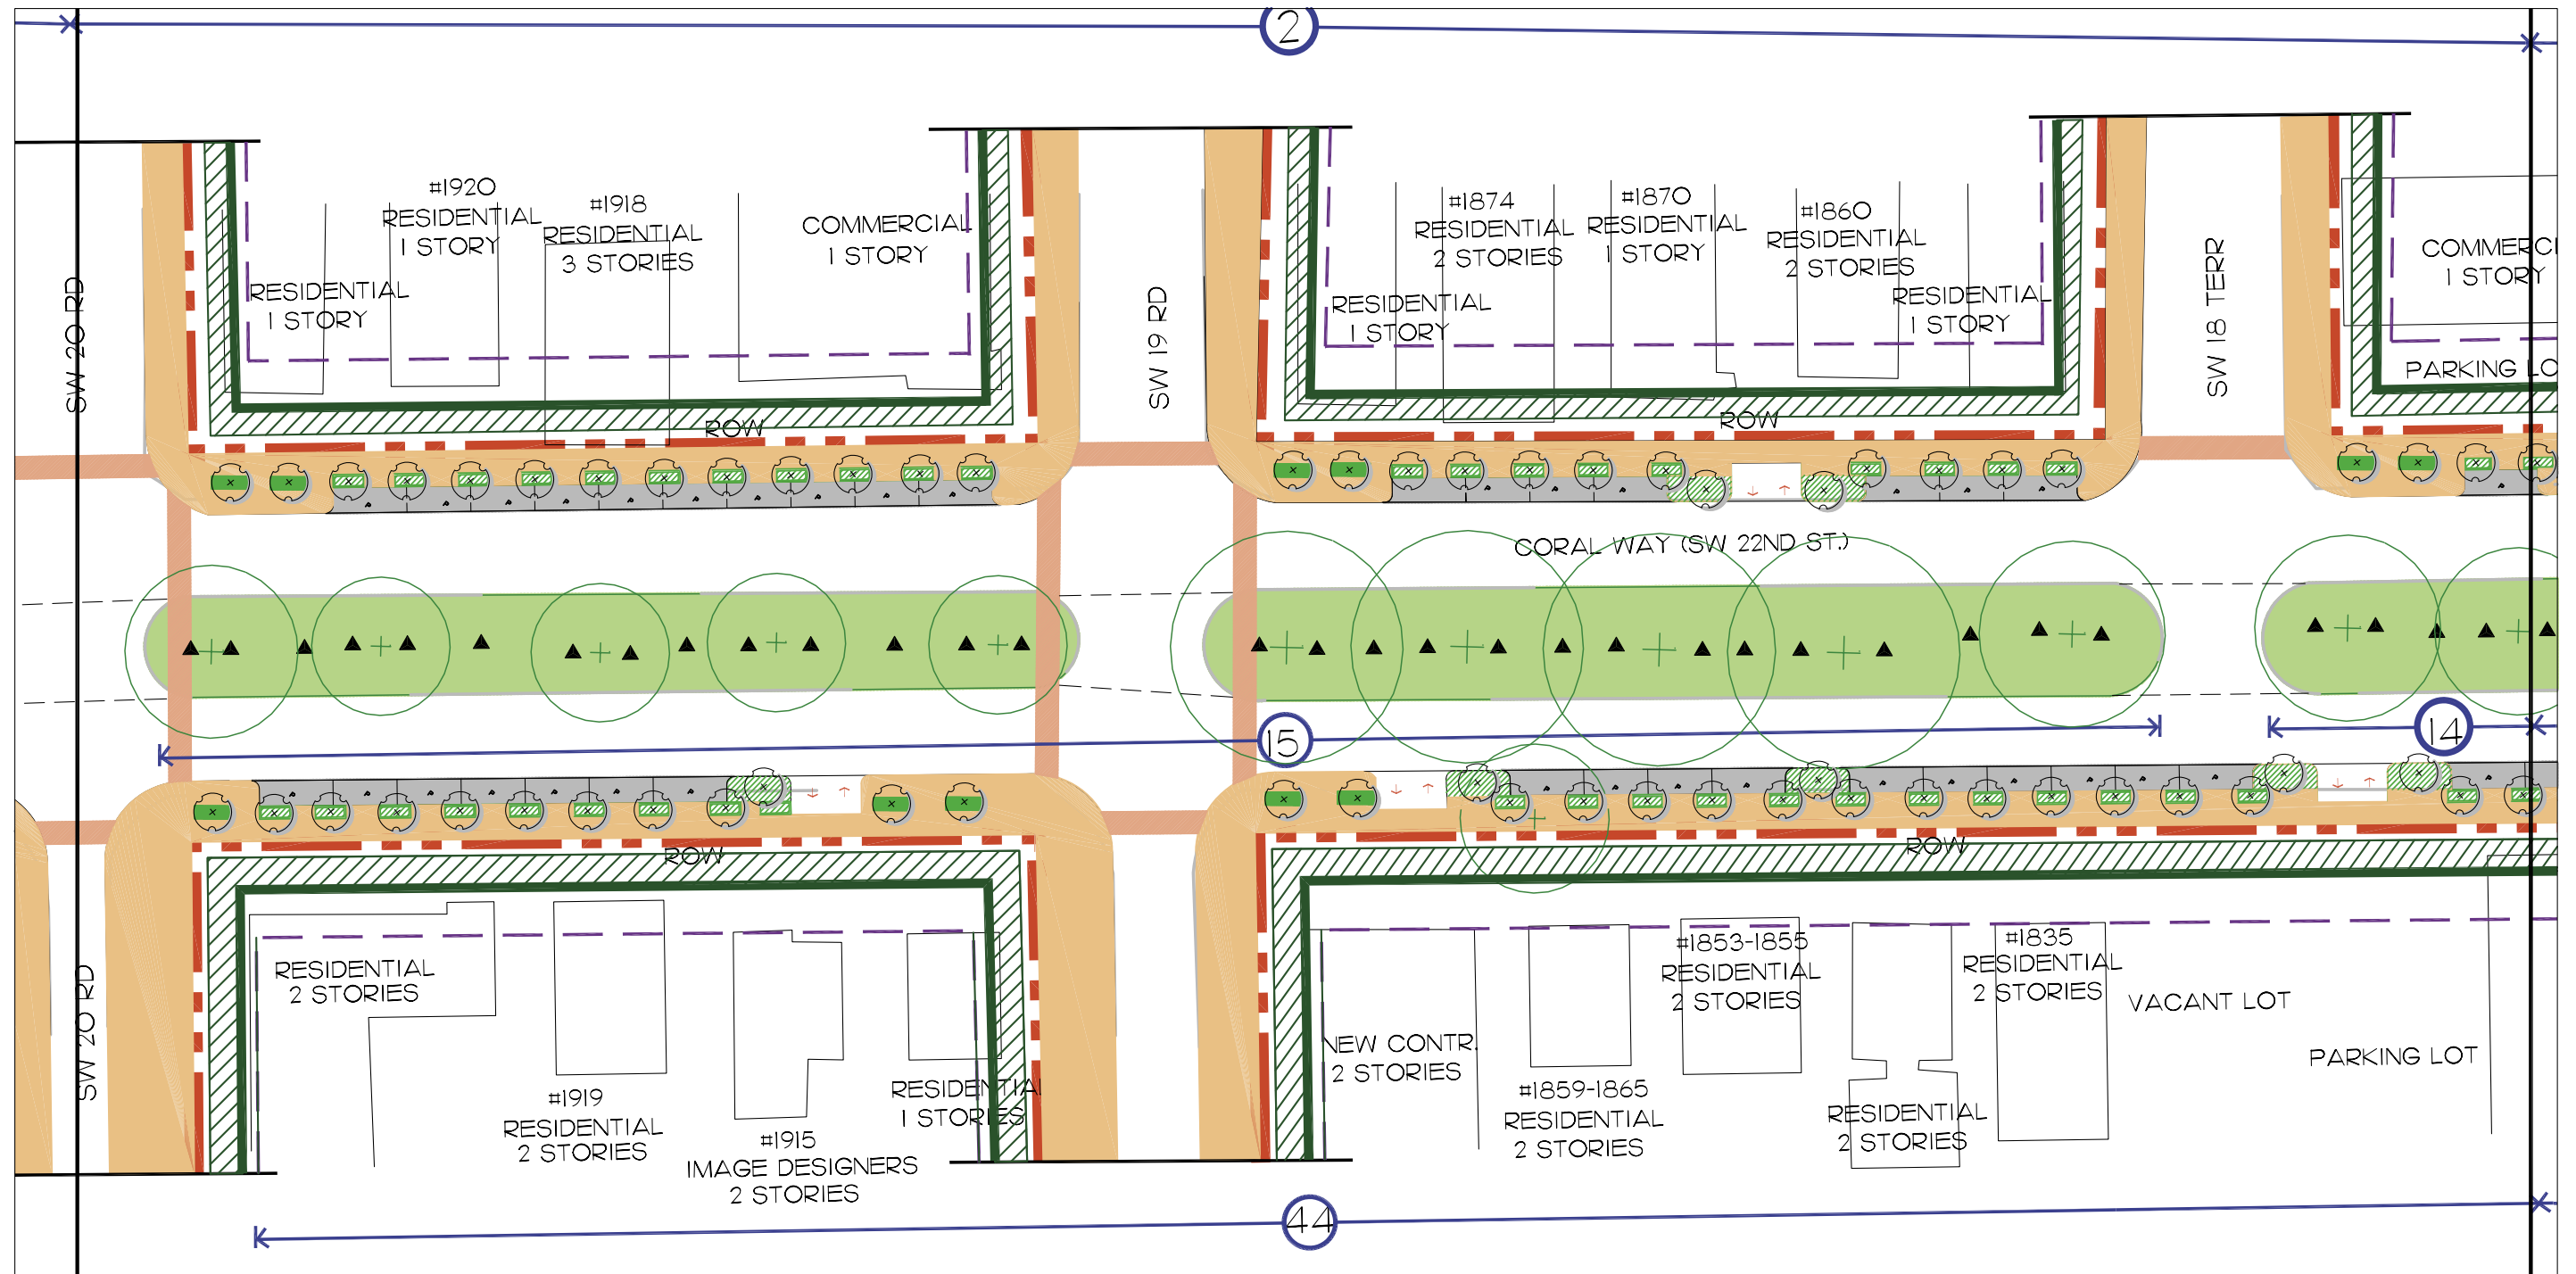 2
#1920
RESIDENTIAL
1 STORY
#1918
RESIDENTIAL
3 STORIES
COMMERCIAL
1 STORY
RESIDENTIAL
1 STORY
#1874
RESIDENTIAL
2 STORIES
#1870
RESIDENTIAL
1 STORY
#1860
RESIDENTIAL
2 STORIES
RESIDENTIAL
1 STORY
RESIDENTIAL
1 STORY
COMMERCI
1 STORY
PARKING LO
SW 20 RD
SW 19 RD
SW 18 TERR
ROW
ROW
CORAL WAY (SW 22ND ST.)
15
14
ROW
ROW
SW 20 RD
RESIDENTIAL
2 STORIES
#1919
RESIDENTIAL
2 STORIES
#1915
IMAGE DESIGNERS
2 STORIES
RESIDENTIAL
1 STORIES
NEW CONTR.
2 STORIES
#1859-1865
RESIDENTIAL
2 STORIES
#1853-1855
RESIDENTIAL
2 STORIES
RESIDENTIAL
2 STORIES
#1835
RESIDENTIAL
2 STORIES
VACANT LOT
PARKING LOT
44